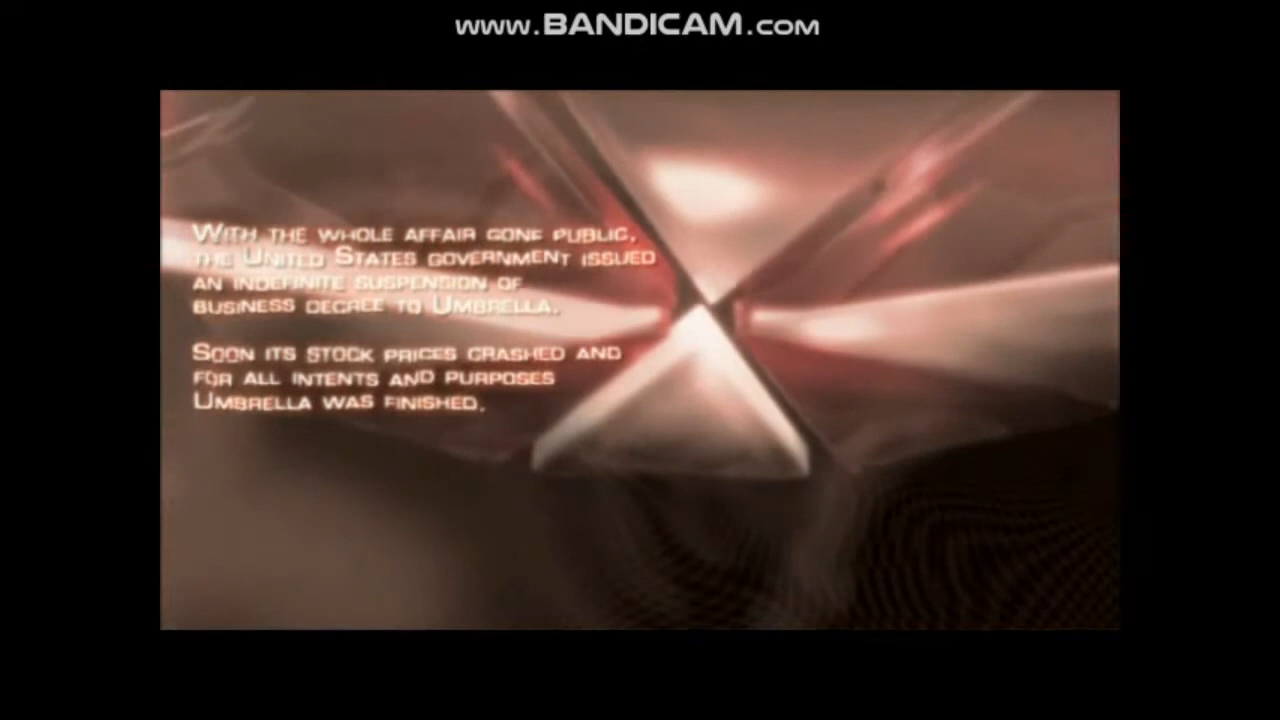 www.BANDICAM.com
With the whole affair gone public,
the United States government issued
an indefinite suspension of
business decree to Umbrella.
Soon its stock prices crashed and
for all intents and purposes
Umbrella was finished.